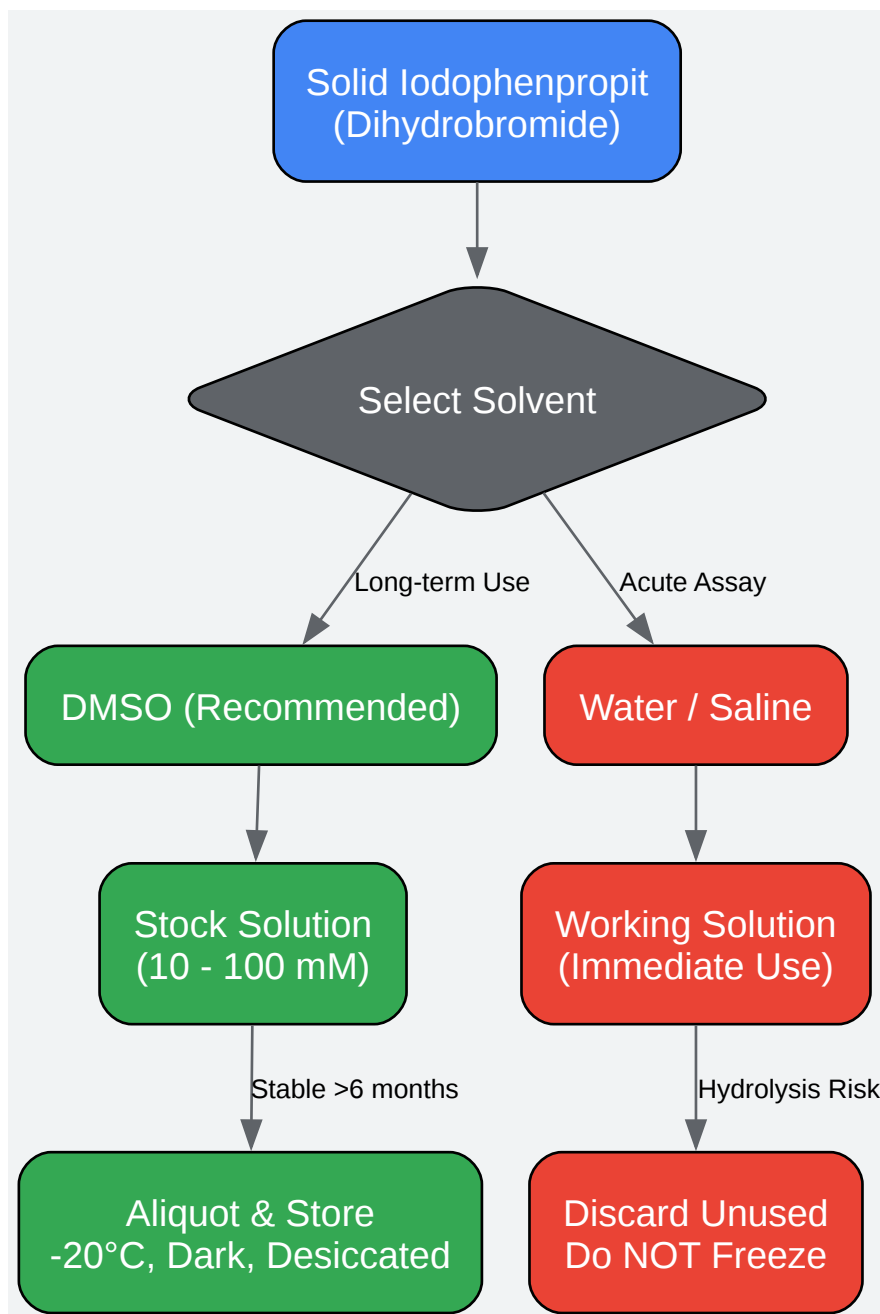 Solid Iodophenpropit
(Dihydrobromide)
Select Solvent
Long-term Use
Acute Assay
DMSO (Recommended)
Water / Saline
Stock Solution
(10 - 100 mM)
Working Solution
(Immediate Use)
Stable >6 months
Hydrolysis Risk
Aliquot & Store
-20°C, Dark, Desiccated
Discard Unused
Do NOT Freeze